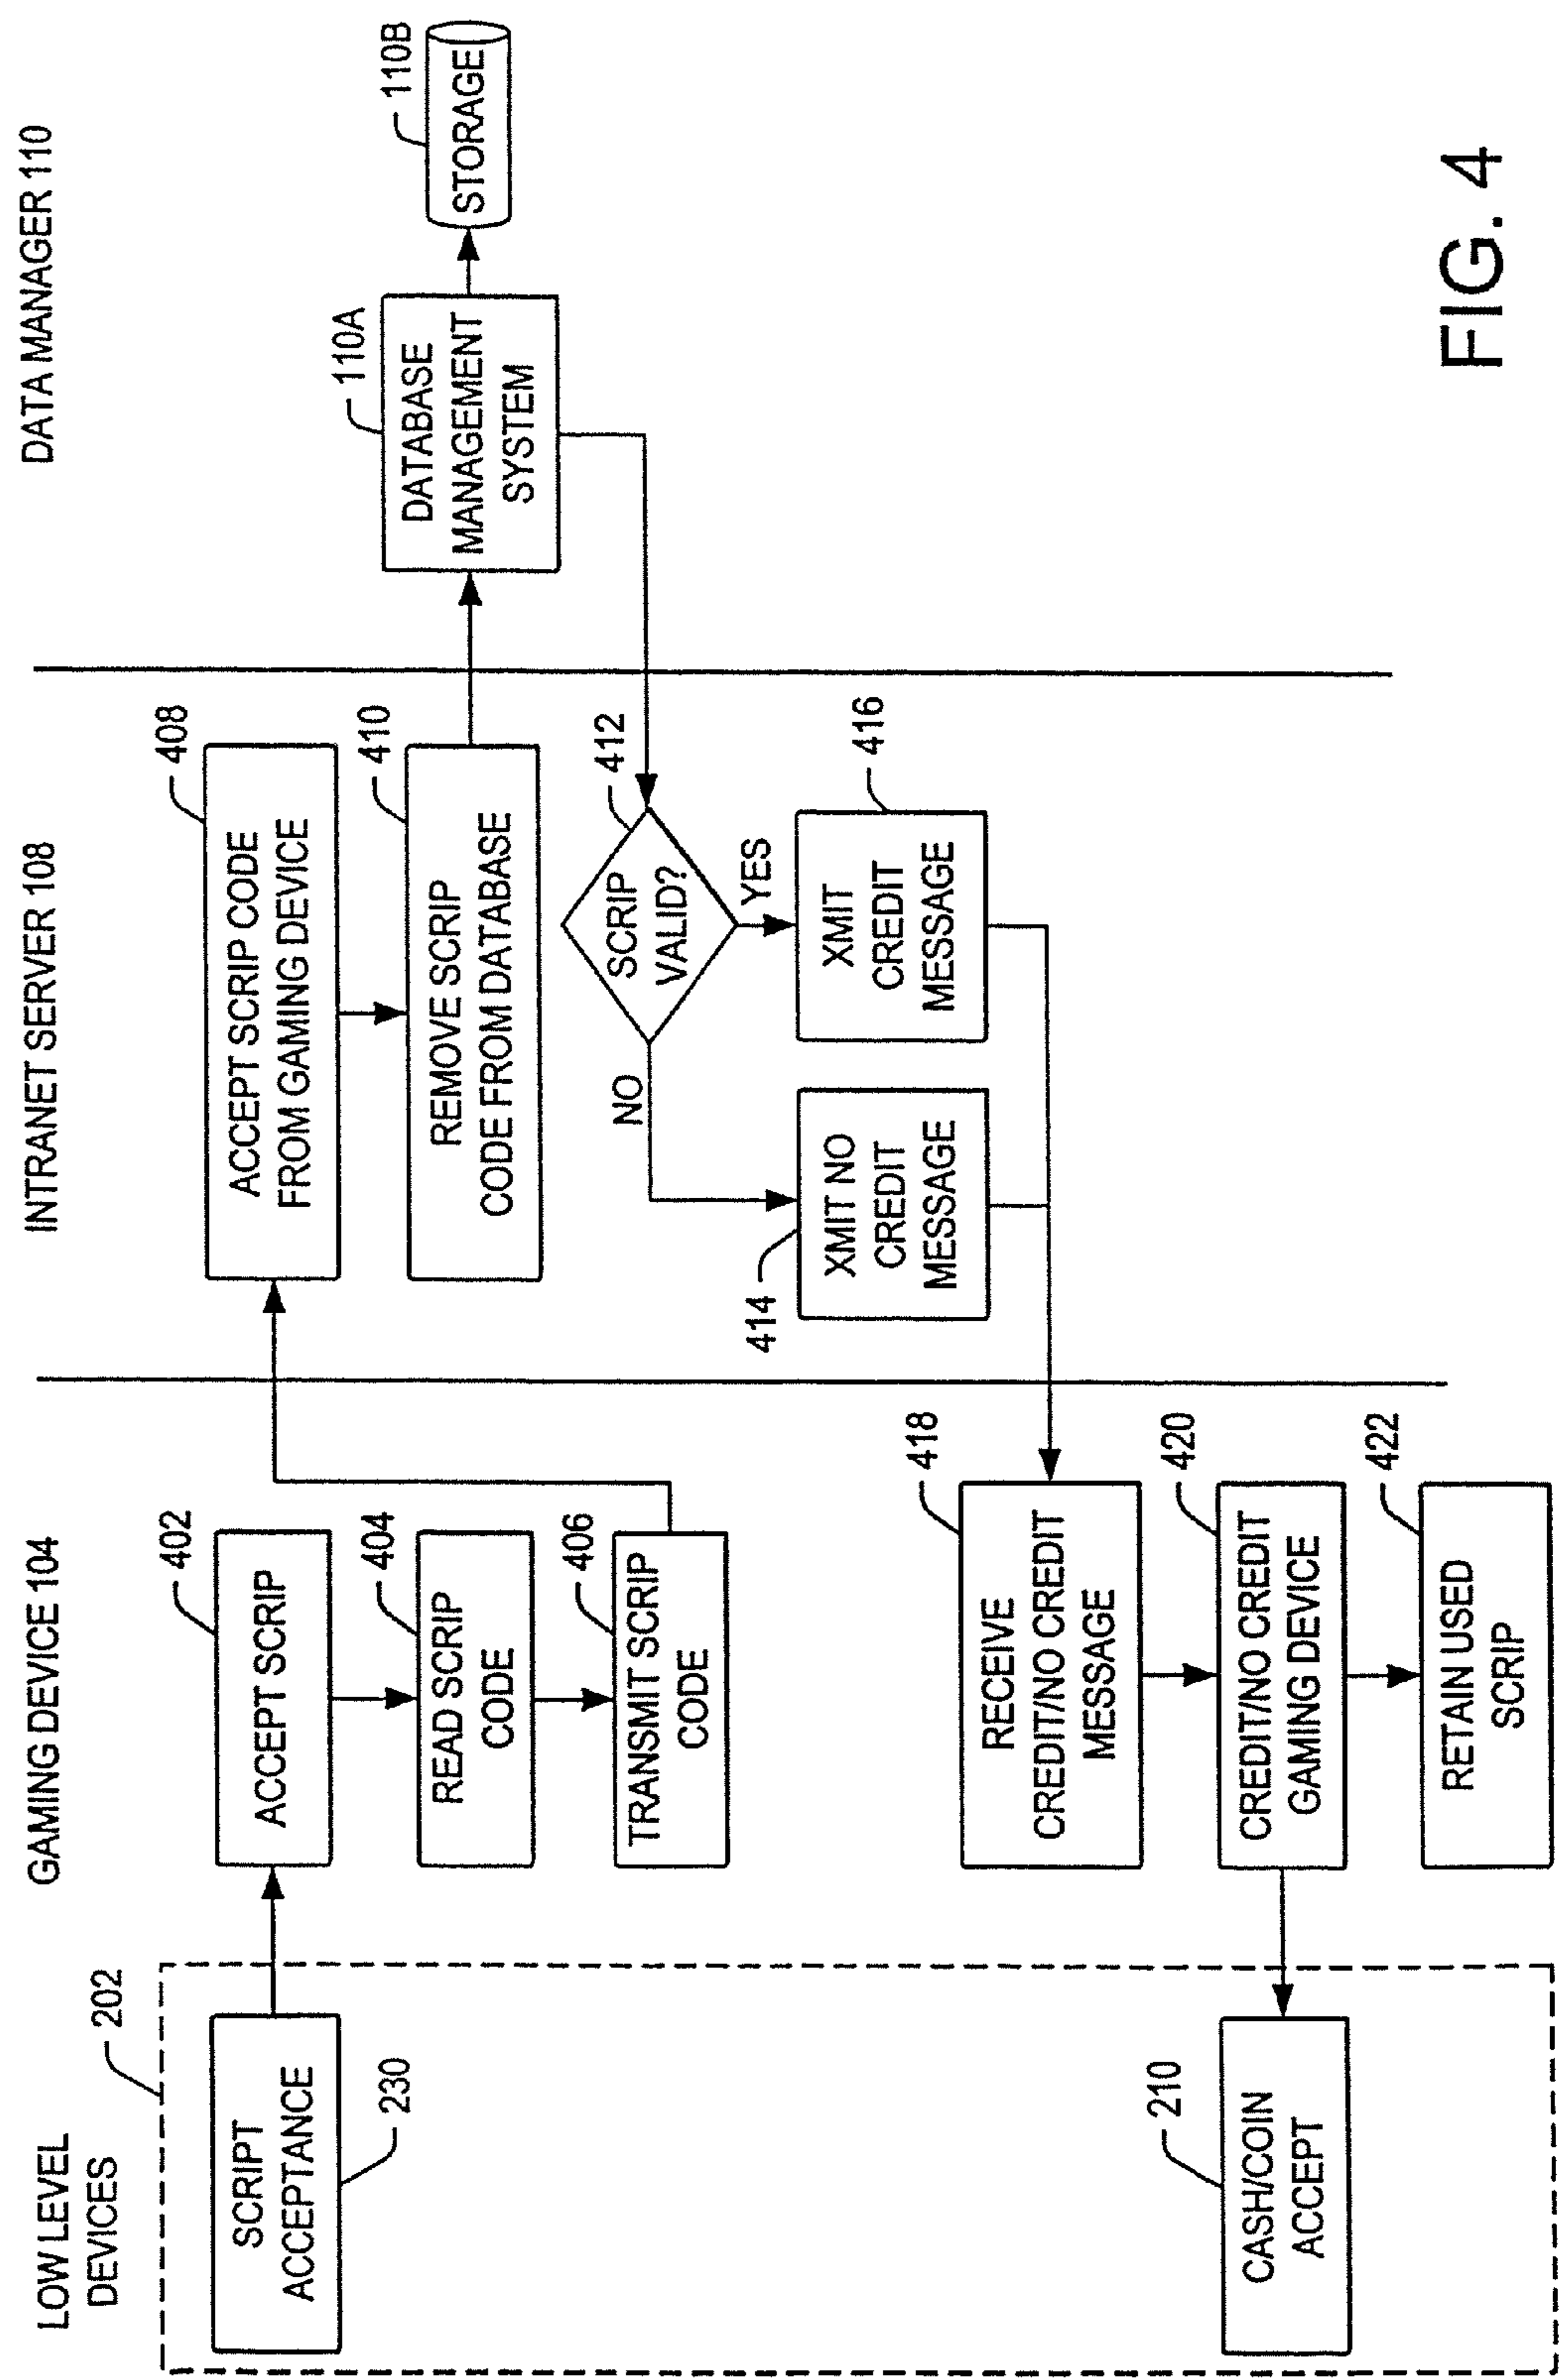 LOW LEVEL
DEVICES
202
GAMING DEVICE 104
INTRANET SERVER 108
DATA MANAGER 110
SCRIPT
ACCEPTANCE
230
402
ACCEPT SCRIP
404
READ SCRIP
CODE
406
TRANSMIT SCRIP
CODE
408
ACCEPT SCRIP CODE
FROM GAMING DEVICE
410
REMOVE SCRIP
CODE FROM DATABASE
110A
DATABASE
MANAGEMENT
SYSTEM
110B
STORAGE
412
SCRIP
VALID?
NO
YES
414
XMIT NO
CREDIT
MESSAGE
416
XMIT
CREDIT
MESSAGE
418
RECEIVE
CREDIT/NO CREDIT
MESSAGE
420
CREDIT/NO CREDIT
GAMING DEVICE
210
CASH/COIN
ACCEPT
422
RETAIN USED
SCRIP
FIG. 4